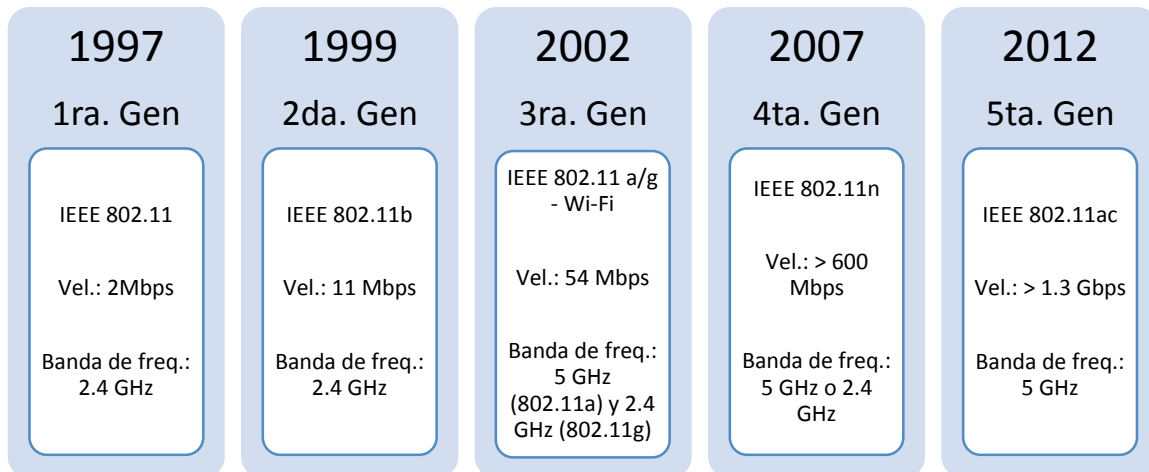 1997
1ra. Gen
IEEE 802.11
Vel.: 2Mbps
Banda de freq.:
2.4 GHz
1999
2da. Gen
IEEE 802.11b
Vel.: 11 Mbps
Banda de freq.:
2.4 GHz
2002
3ra. Gen
IEEE 802.11 a/g
- Wi-Fi
Vel.: 54 Mbps
Banda de freq.:
5 GHz
(802.11a) y 2.4
GHz (802.11g)
2007
4ta. Gen
IEEE 802.11n
Vel.: > 600
Mbps
Banda de freq.:
5 GHz o 2.4
GHz
2012
5ta. Gen
IEEE 802.11ac
Vel.: > 1.3 Gbps
Banda de freq.:
5 GHz